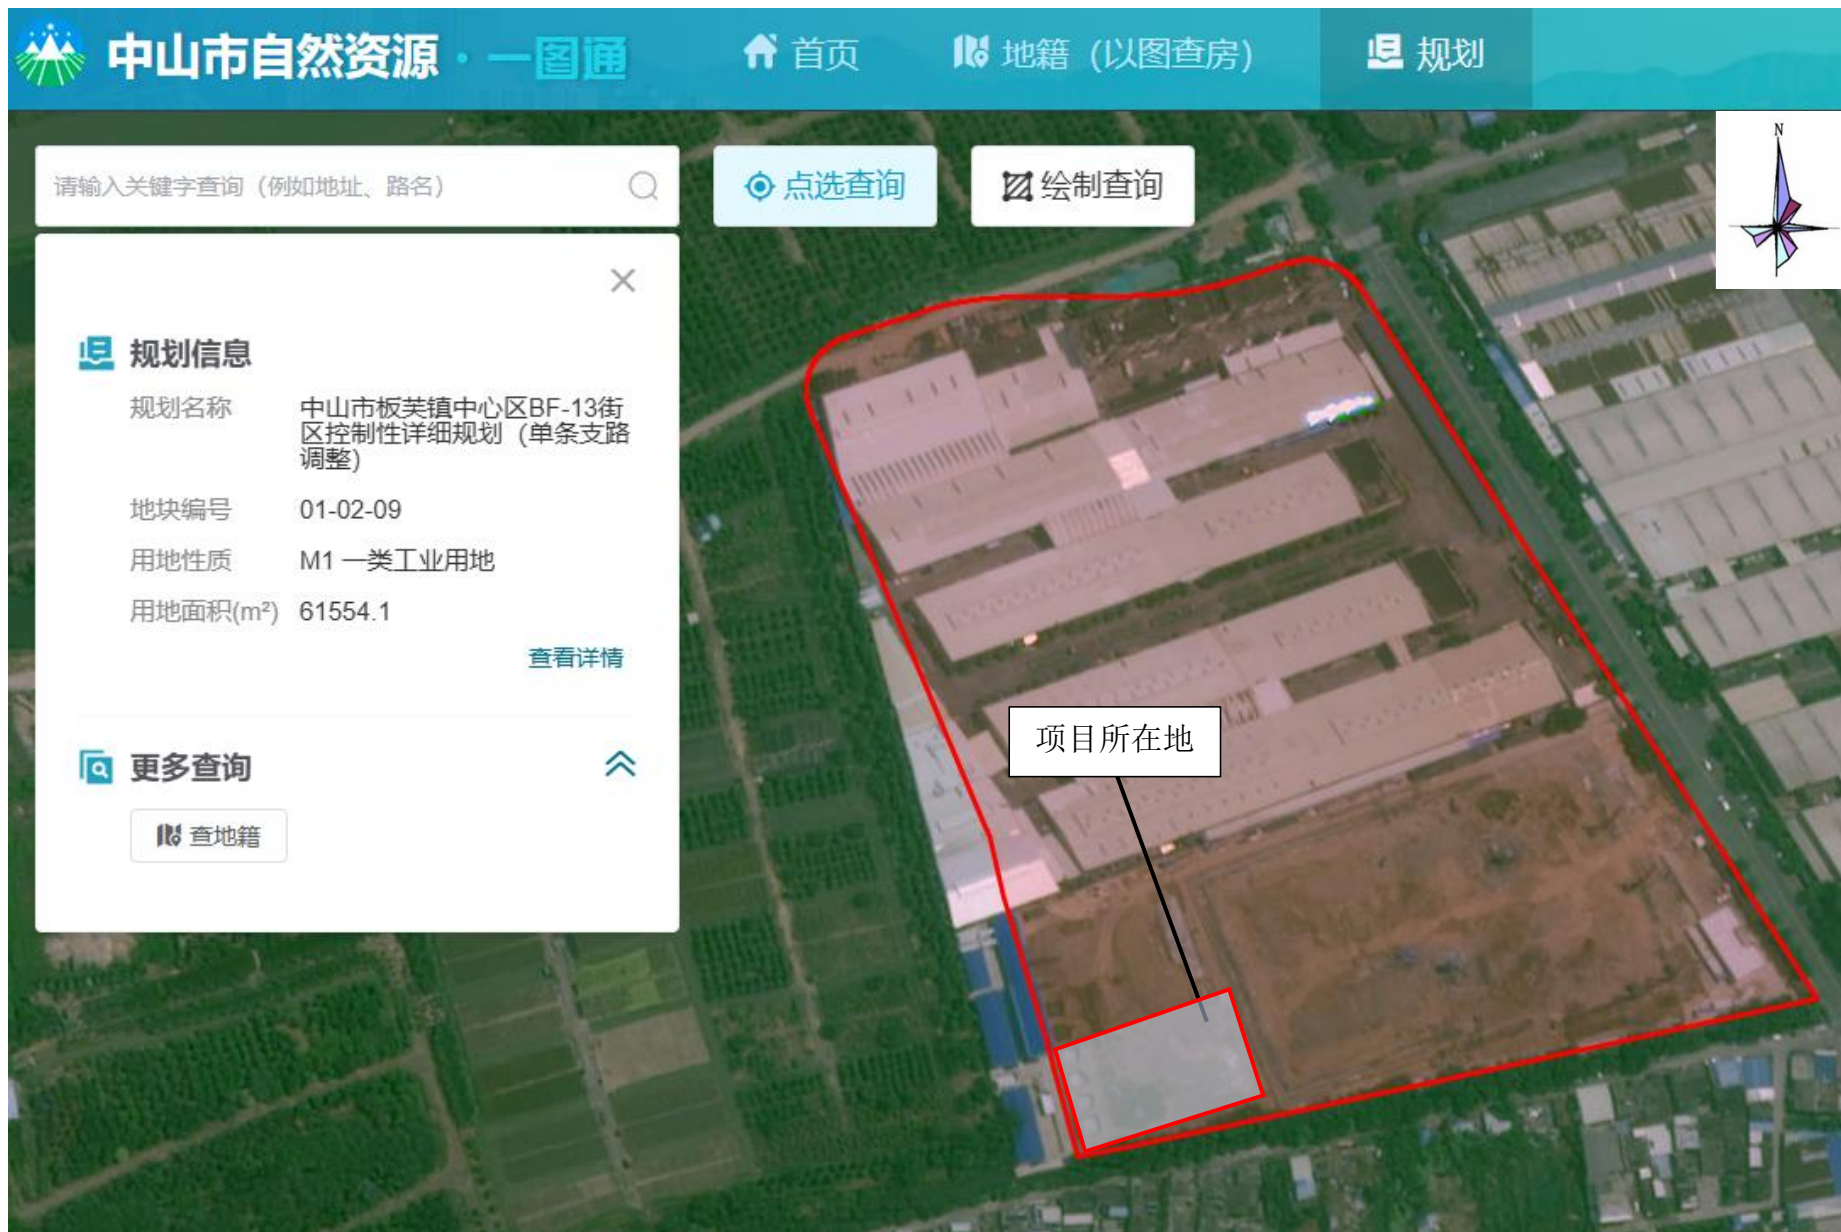 中山市自然资源·一图通
首页
地籍（以图查房）
规划
请输入关键字查询（例如地址、路名）
点选查询
绘制查询
N
规划信息
规划名称
中山市板芙镇中心区BF-13街
区控制性详细规划（单条支路
调整）
地块编号
01-02-09
用地性质
M1 一类工业用地
用地面积(m²)
61554.1
查看详情
更多查询
查地籍
项目所在地